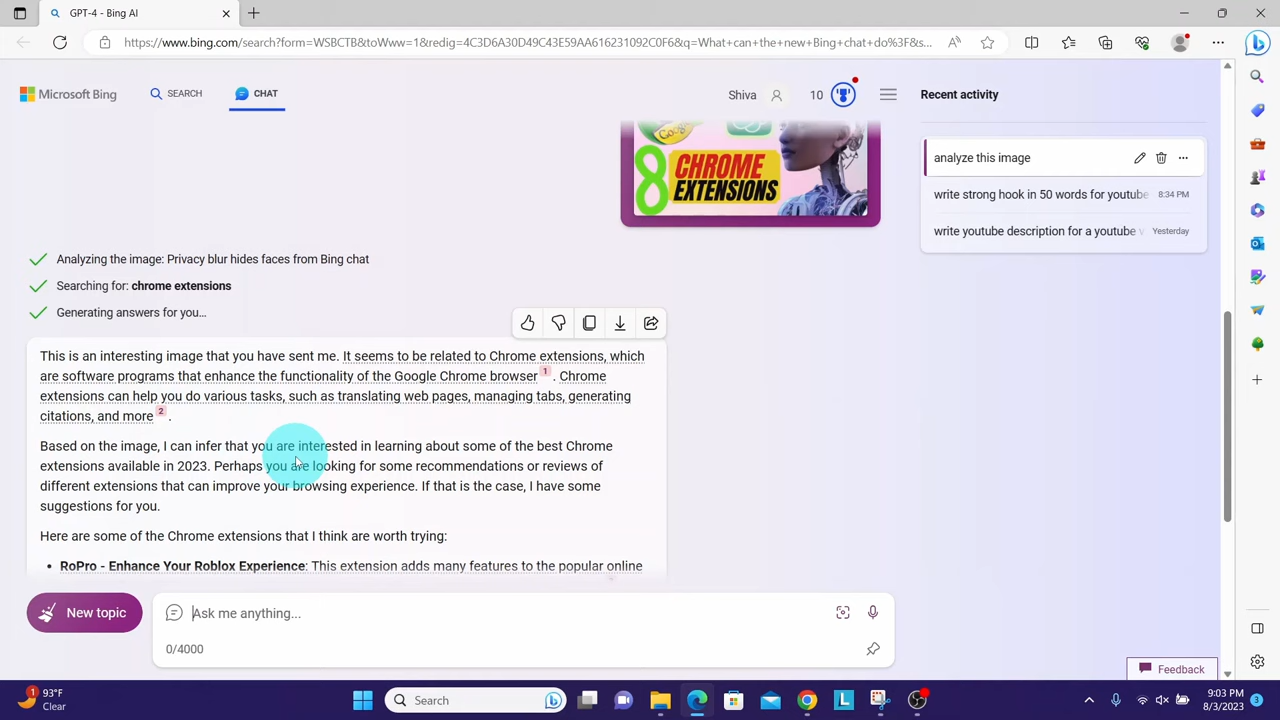 GPT-4 - Bing AI
https://www.bing.com/search?form=WSBCTB&toWww=1&redig=4C3D6A30D49C43E59AA616231092C0F6&q=What+can+the+new+Bing+chat+do%3F&s...
Microsoft Bing
SEARCH
CHAT
Shiva
10
Recent activity
CHROME
8 EXTENSIONS
analyze this image
write strong hook in 50 words for youtube
8:34 PM
write youtube description for a youtube v
Yesterday
Analyzing the image: Privacy blur hides faces from Bing chat
Searching for: chrome extensions
Generating answers for you...
This is an interesting image that you have sent me. It seems to be related to Chrome extensions, which
are software programs that enhance the functionality of the Google Chrome browser 1 . Chrome
extensions can help you do various tasks, such as translating web pages, managing tabs, generating
citations, and more 2 .
Based on the image, I can infer that you are interested in learning about some of the best Chrome
extensions available in 2023. Perhaps you are looking for some recommendations or reviews of
different extensions that can improve your browsing experience. If that is the case, I have some
suggestions for you.
Here are some of the Chrome extensions that I think are worth trying:
• RoPro - Enhance Your Roblox Experience: This extension adds many features to the popular online
New topic
Ask me anything...
0/4000
Feedback
1
93°F
Clear
Search
9:03 PM
8/3/2023
3